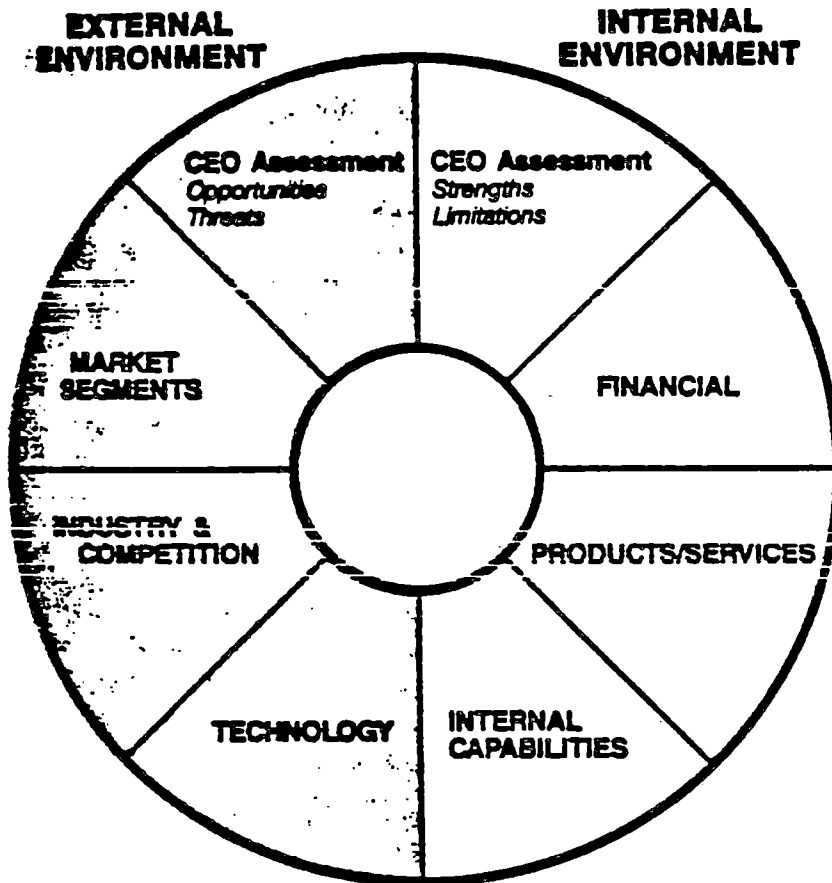 EXTERNAL
ENVIRONMENT
INTERNAL
ENVIRONMENT
CEO Assessment
Opportunities
Threats
CEO Assessment
Strengths
Limitations
MARKET
SEGMENTS
FINANCIAL
INDUSTRY &
COMPETITION
PRODUCTS/SERVICES
TECHNOLOGY
INTERNAL
CAPABILITIES